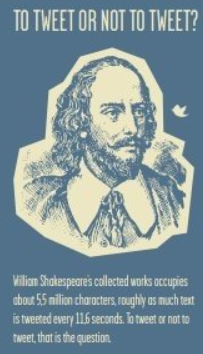 TO TWEET OR NOT TO TWEET?
William Shakespeare's collected works occupies
about 5,5 million characters, roughly as much text
is tweeted every 11,6 seconds. To tweet or not to
tweet, that is the question.